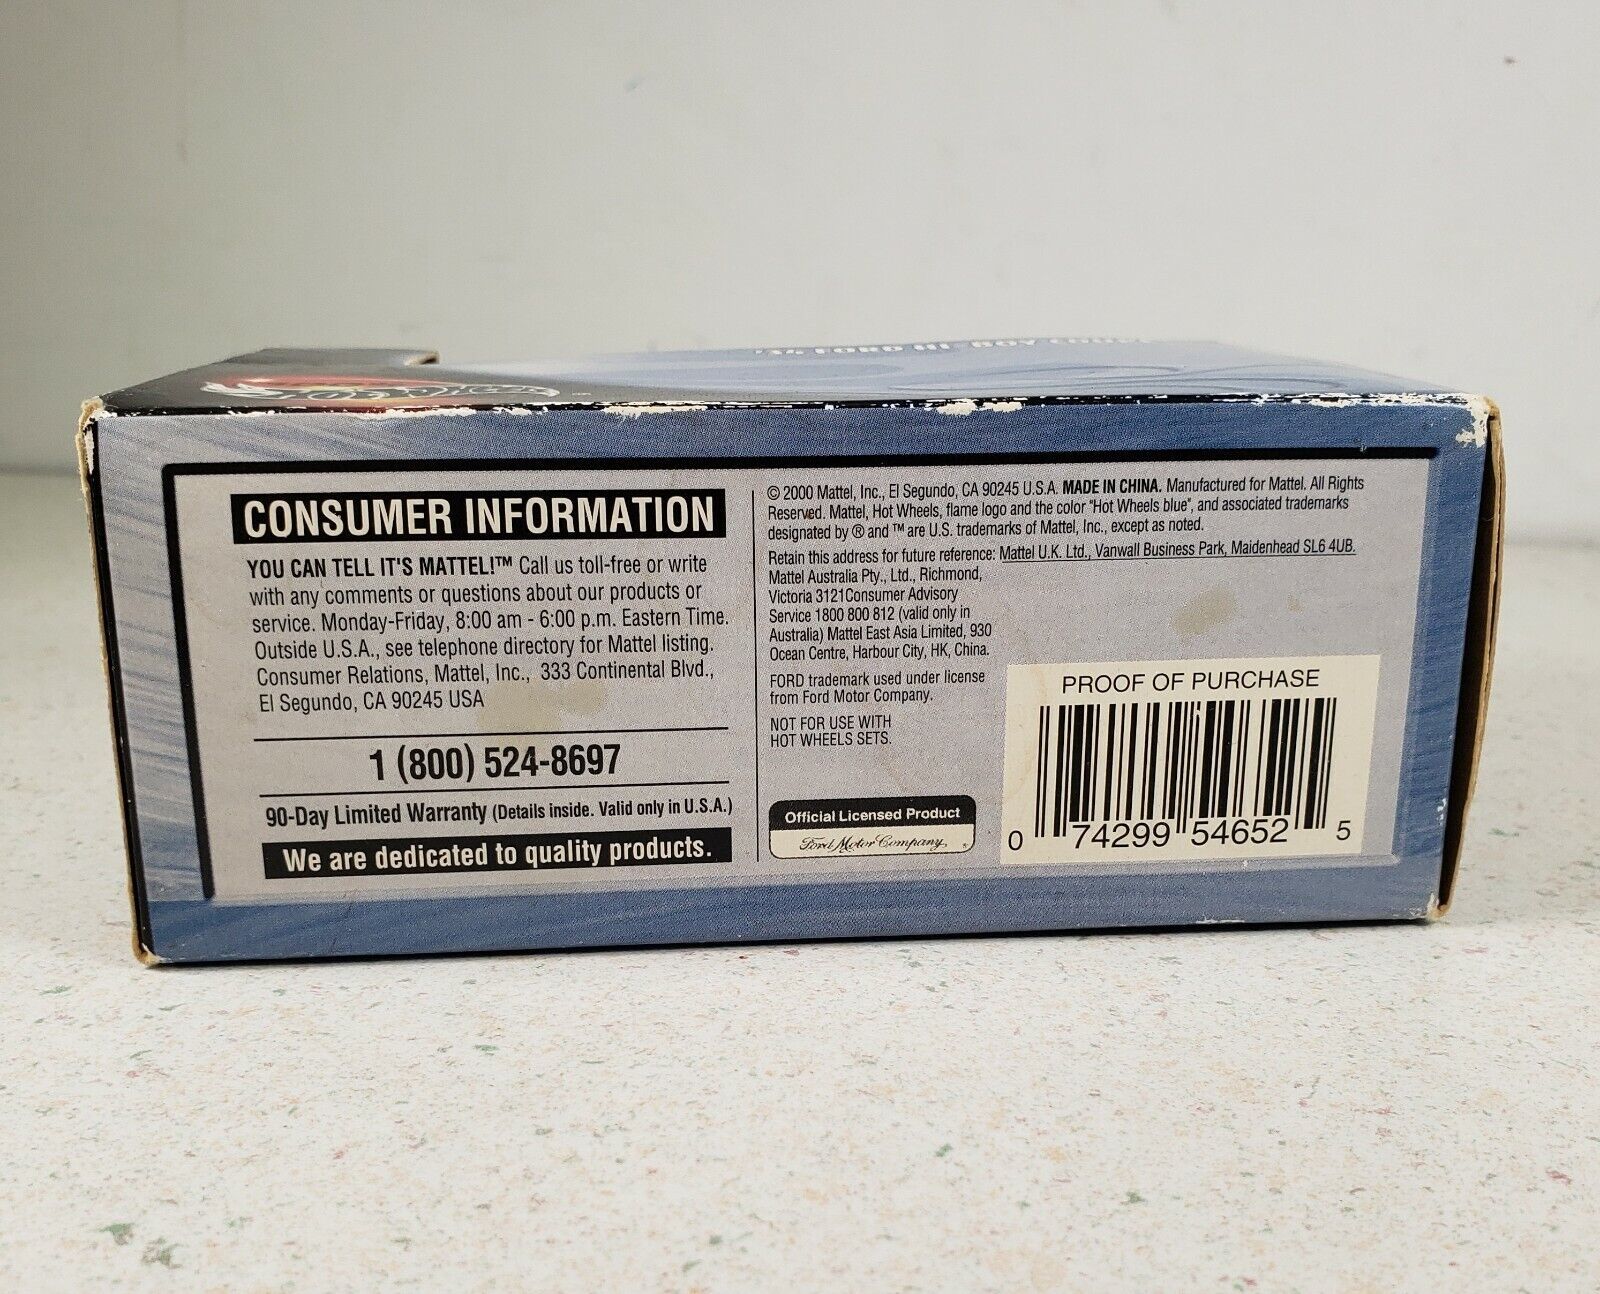 '34 FORD HI-BOY COUPE
HOT WHEELS
CONSUMER INFORMATION
YOU CAN TELL IT'S MATTEL!™ Call us toll-free or write
with any comments or questions about our products or
service. Monday-Friday, 8:00 am - 6:00 p.m. Eastern Time.
Outside U.S.A., see telephone directory for Mattel listing.
Consumer Relations, Mattel, Inc., 333 Continental Blvd.,
El Segundo, CA 90245 USA
1 (800) 524-8697
90-Day Limited Warranty (Details inside. Valid only in U.S.A.)
We are dedicated to quality products.
© 2000 Mattel, Inc., El Segundo, CA 90245 U.S.A. MADE IN CHINA. Manufactured for Mattel. All Rights
Reserved. Mattel, Hot Wheels, flame logo and the color "Hot Wheels blue", and associated trademarks
designated by ® and ™ are U.S. trademarks of Mattel, Inc., except as noted.
Retain this address for future reference: Mattel U.K. Ltd., Vanwall Business Park, Maidenhead SL6 4UB.
Mattel Australia Pty., Ltd., Richmond,
Victoria 3121Consumer Advisory
Service 1800 800 812 (valid only in
Australia) Mattel East Asia Limited, 930
Ocean Centre, Harbour City, HK, China.
FORD trademark used under license
from Ford Motor Company.
NOT FOR USE WITH
HOT WHEELS SETS.
Official Licensed Product
Ford Motor Company
PROOF OF PURCHASE
0 74299 54652 5